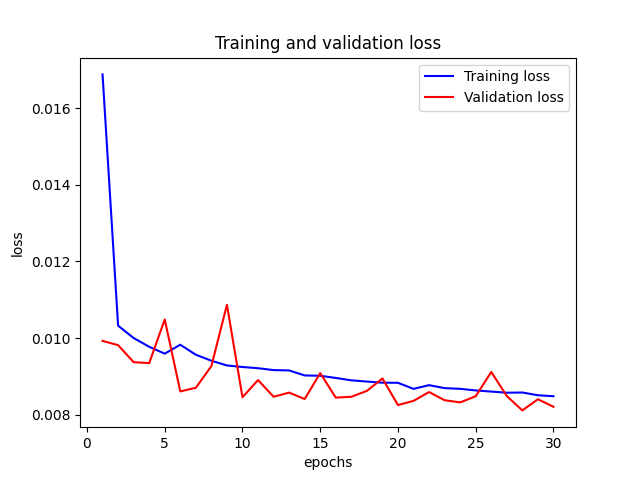 Training and validation loss
Training loss
Validation loss
loss
0.016
0.014
0.012
0.010
0.008
0 5 10 15 20 25 30
epochs